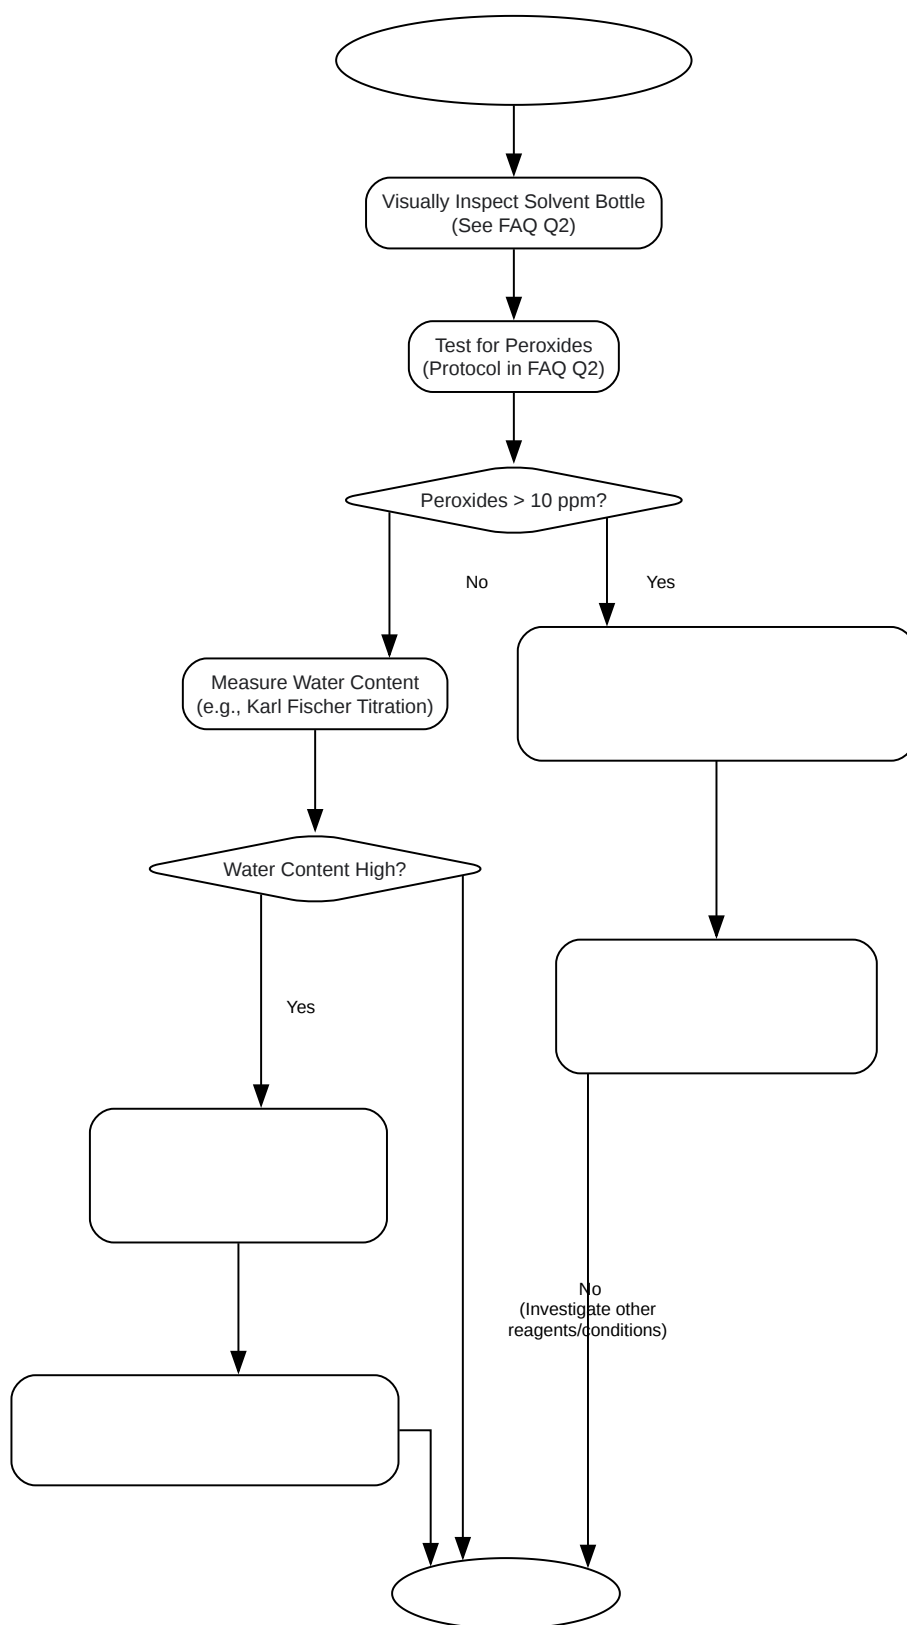 Visually Inspect Solvent Bottle
(See FAQ Q2)
Test for Peroxides
(Protocol in FAQ Q2)
Peroxides > 10 ppm?
No
Yes
Measure Water Content
(e.g., Karl Fischer Titration)
Water Content High?
Yes
No
(Investigate other
reagents/conditions)